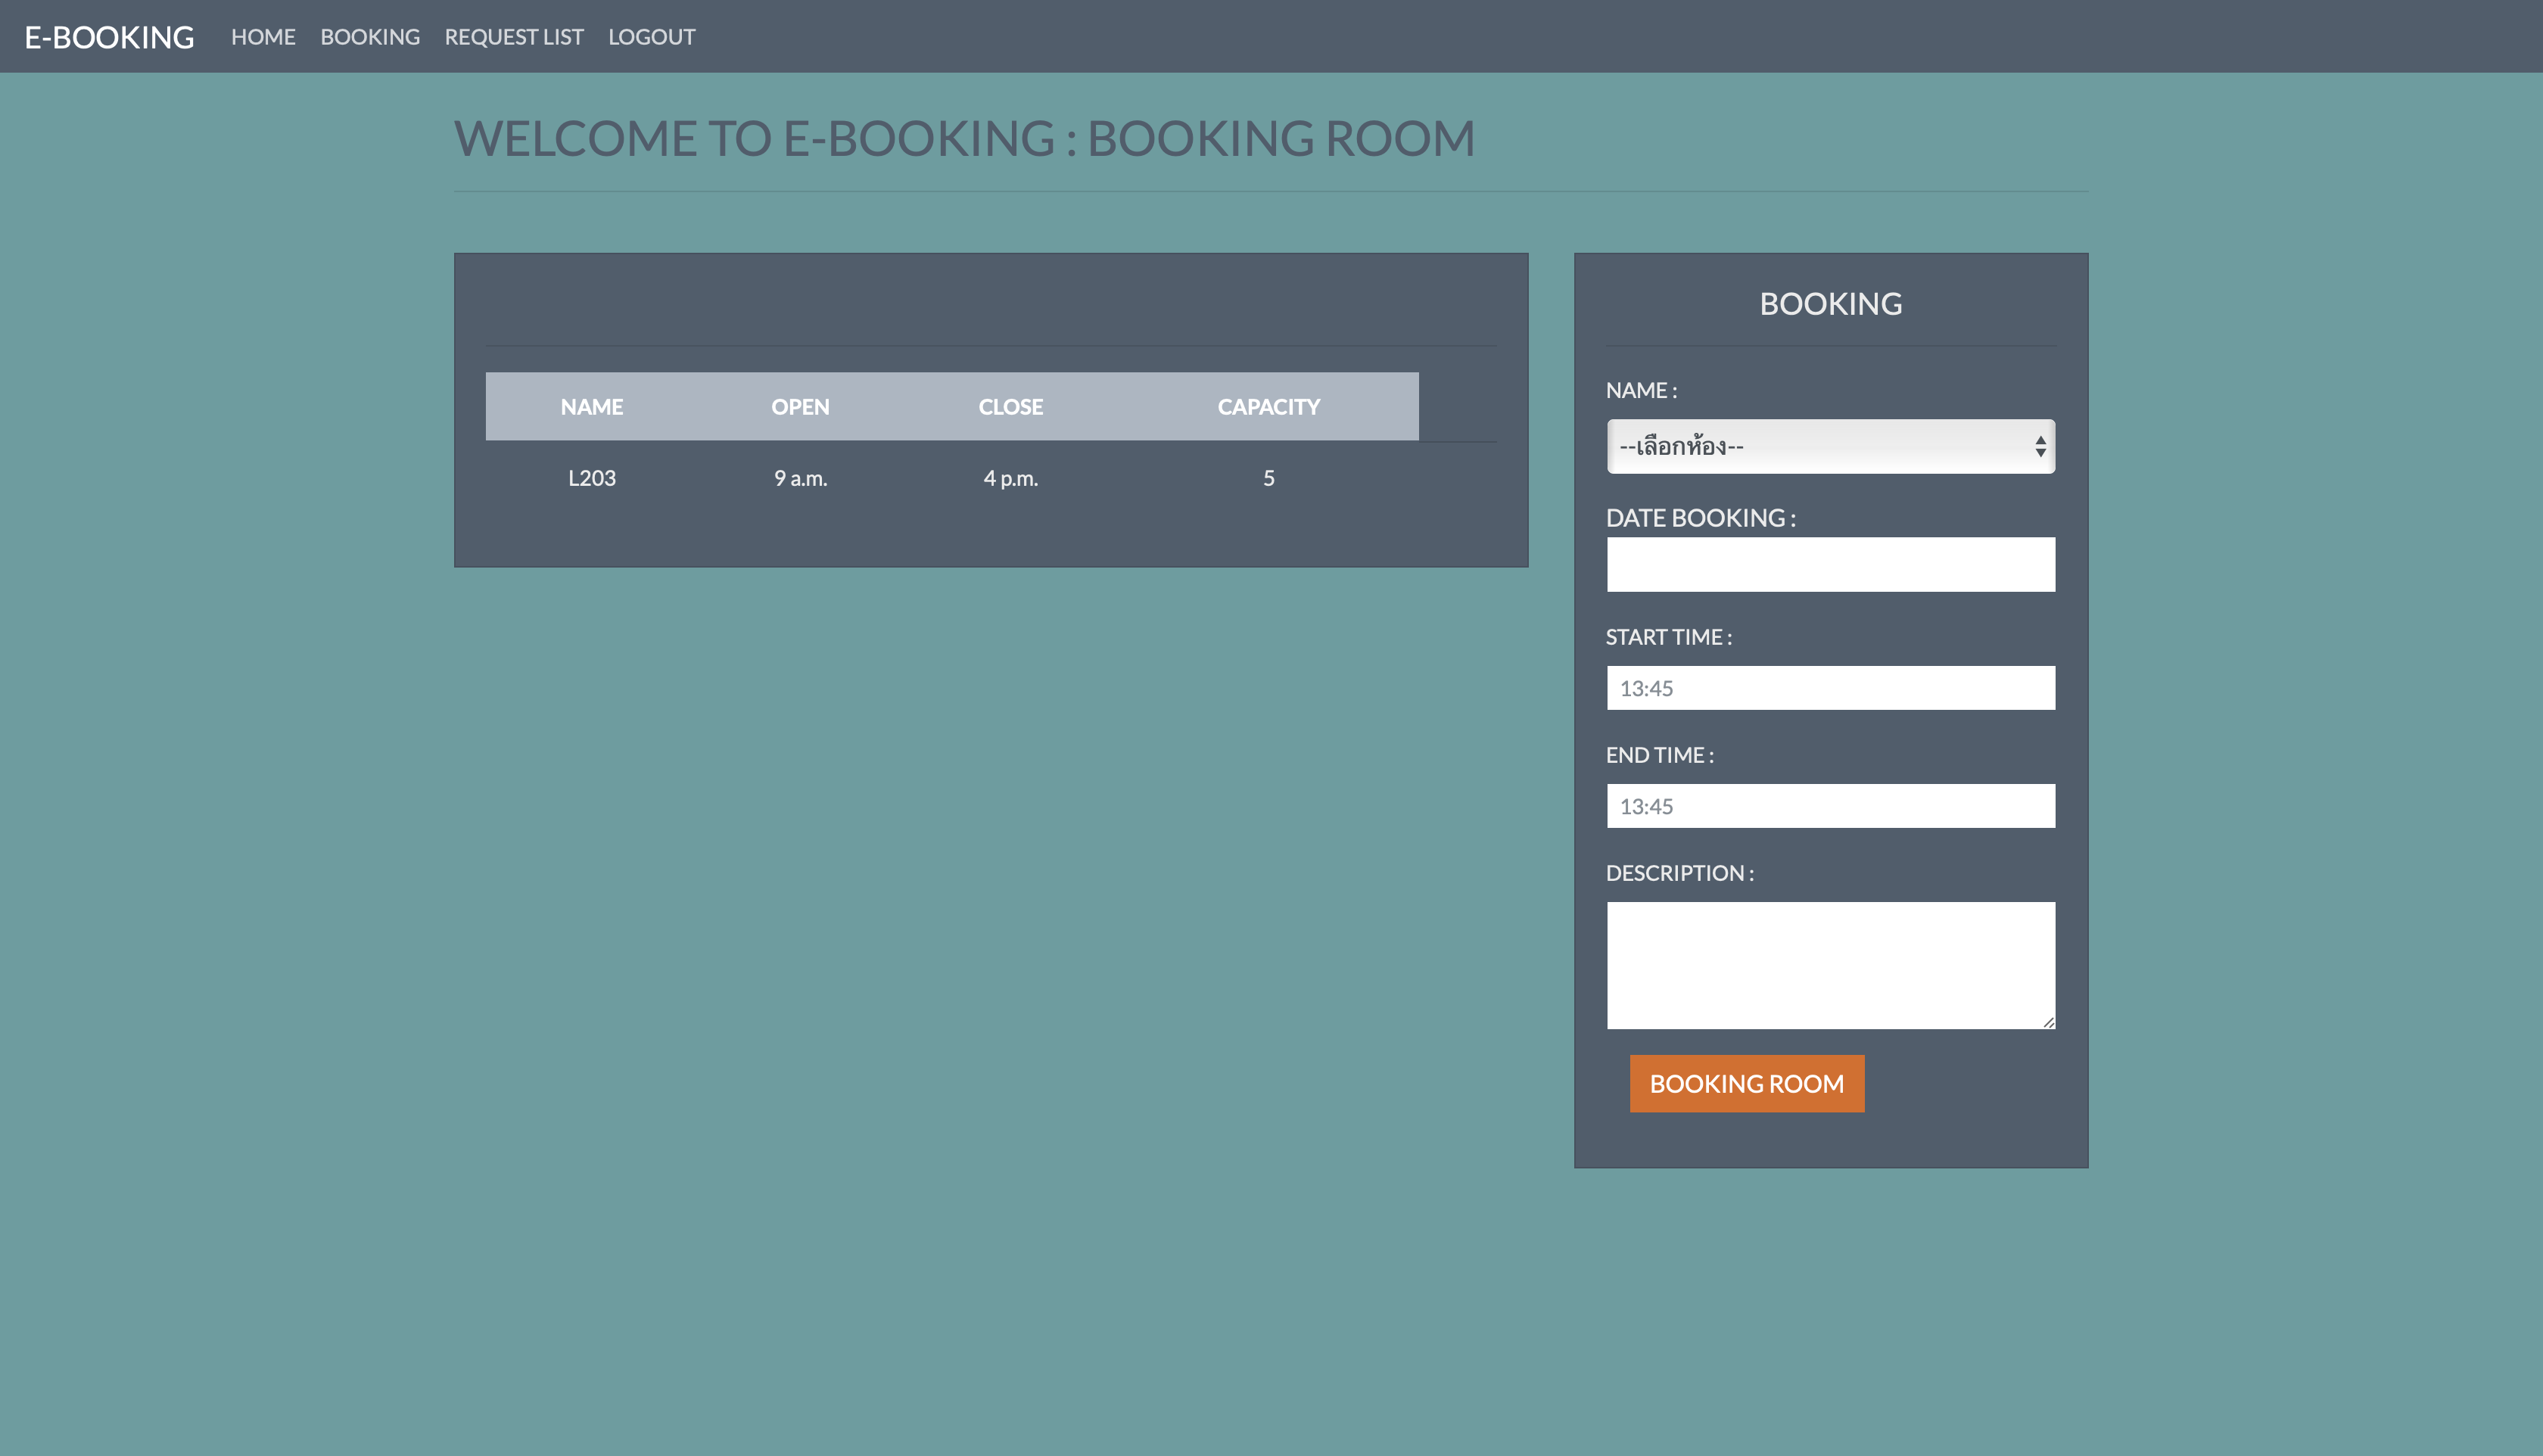 E-BOOKING HOME BOOKING REQUEST LIST LOGOUT
WELCOME TO E-BOOKING : BOOKING ROOM
NAME OPEN CLOSE CAPACITY
L203 9 a.m. 4 p.m. 5
BOOKING
NAME :
--เลือกห้อง--
DATE BOOKING :
START TIME :
13:45
END TIME :
13:45
DESCRIPTION :
BOOKING ROOM